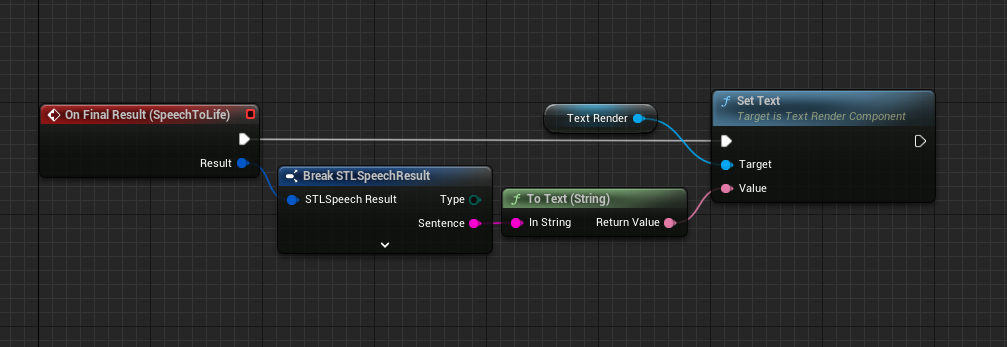 On Final Result (SpeechToLife)
Result
Break STLSpeechResult
STLSpeech Result
Type
Sentence
To Text (String)
In String
Return Value
Text Render
Set Text
Target is Text Render Component
Target
Value